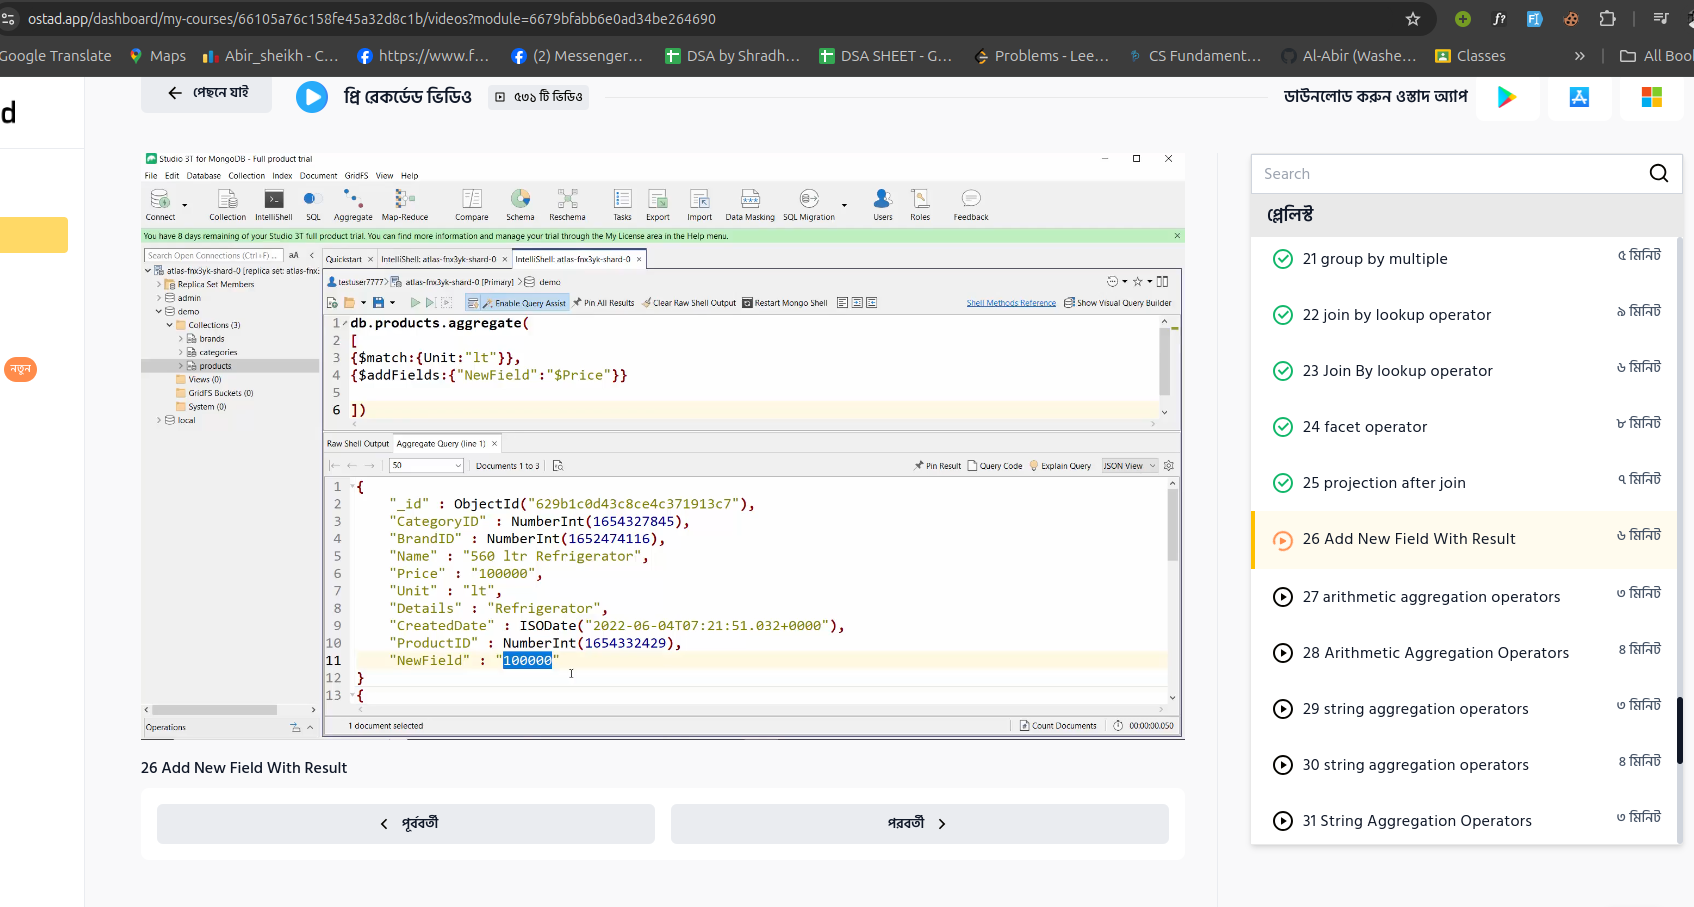 ostad.app/dashboard/my-courses/66105a76c158fe45a32d8c1b/videos?module=6679bfabb6e0ad34be264690
Google Translate Maps Abir_sheikh - C... https://www.f... (2) Messenger... DSA by Shradh... DSA SHEET - G... Problems - Lee... CS Fundament... Al-Abir (Washe... Classes » All Boo
d
পেছনে যাই
প্রি রেকর্ডেড ভিডিও
৫৩১ টি ভিডিও
ডাউনলোড করুন ওস্তাদ অ্যাপ
নতুন
Studio 3T for MongoDB - Full product trial
File Edit Database Collection Index Document GridFS View Help
Connect Collection IntelliShell SQL Aggregate Map-Reduce Compare Schema Reschema Tasks Export Import Data Masking SQL Migration Users Roles Feedback
You have 8 days remaining of your Studio 3T full product trial. You can find more information and manage your trial through the My License area in the Help menu.
Search Open Connections (Ctrl+F) ... aA
atlas-fnx3yk-shard-0 [replica set: atlas-fnx:
Replica Set Members
admin
demo
Collections (3)
brands
categories
products
Views (0)
GridFS Buckets (0)
System (0)
local
Operations
Quickstart IntelliShell: atlas-fnx3yk-shard-0 IntelliShell: atlas-fnx3yk-shard-0
testuser7777> atlas-fnx3yk-shard-0 [Primary] > demo
Enable Query Assist Pin All Results Clear Raw Shell Output Restart Mongo Shell Shell Methods Reference Show Visual Query Builder
1 db.products.aggregate(
2 [
3 {$match:{Unit:"lt"}},
4 {$addFields:{"NewField":"$Price"}}
5
6 ])
Raw Shell Output Aggregate Query (line 1)
50 Documents 1 to 3 Pin Result Query Code Explain Query JSON View
1 {
2 "_id" : ObjectId("629b1c0d43c8ce4c371913c7"),
3 "CategoryID" : NumberInt(1654327845),
4 "BrandID" : NumberInt(1652474116),
5 "Name" : "560 ltr Refrigerator",
6 "Price" : "100000",
7 "Unit" : "lt",
8 "Details" : "Refrigerator",
9 "CreatedDate" : ISODate("2022-06-04T07:21:51.032+0000"),
10 "ProductID" : NumberInt(1654332429),
11 "NewField" : "100000"
12 }
13 {
1 document selected Count Documents 00:00:00.050
26 Add New Field With Result
পূর্ববর্তী
পরবর্তী
Search
প্লেলিস্ট
21 group by multiple ৫ মিনিট
22 join by lookup operator ৯ মিনিট
23 Join By lookup operator ৬ মিনিট
24 facet operator ৮ মিনিট
25 projection after join ৭ মিনিট
26 Add New Field With Result ৬ মিনিট
27 arithmetic aggregation operators ৩ মিনিট
28 Arithmetic Aggregation Operators ৪ মিনিট
29 string aggregation operators ৩ মিনিট
30 string aggregation operators ৪ মিনিট
31 String Aggregation Operators ৩ মিনিট